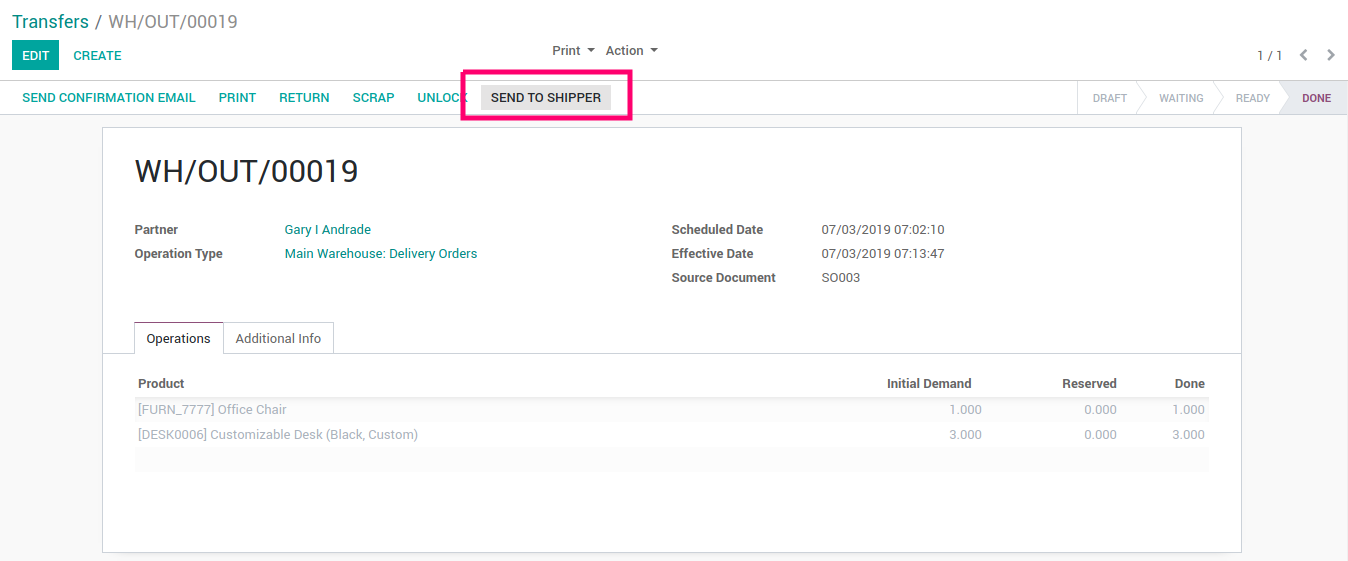 Transfers / WH/OUT/00019
EDIT CREATE Print Action 1 / 1
SEND CONFIRMATION EMAIL PRINT RETURN SCRAP UNLOCK SEND TO SHIPPER DRAFT WAITING READY DONE
WH/OUT/00019
Partner Gary I Andrade Scheduled Date 07/03/2019 07:02:10
Operation Type Main Warehouse: Delivery Orders Effective Date 07/03/2019 07:13:47
Source Document SO003
Operations Additional Info
Product Initial Demand Reserved Done
[FURN_7777] Office Chair 1.000 0.000 1.000
[DESK0006] Customizable Desk (Black, Custom) 3.000 0.000 3.000